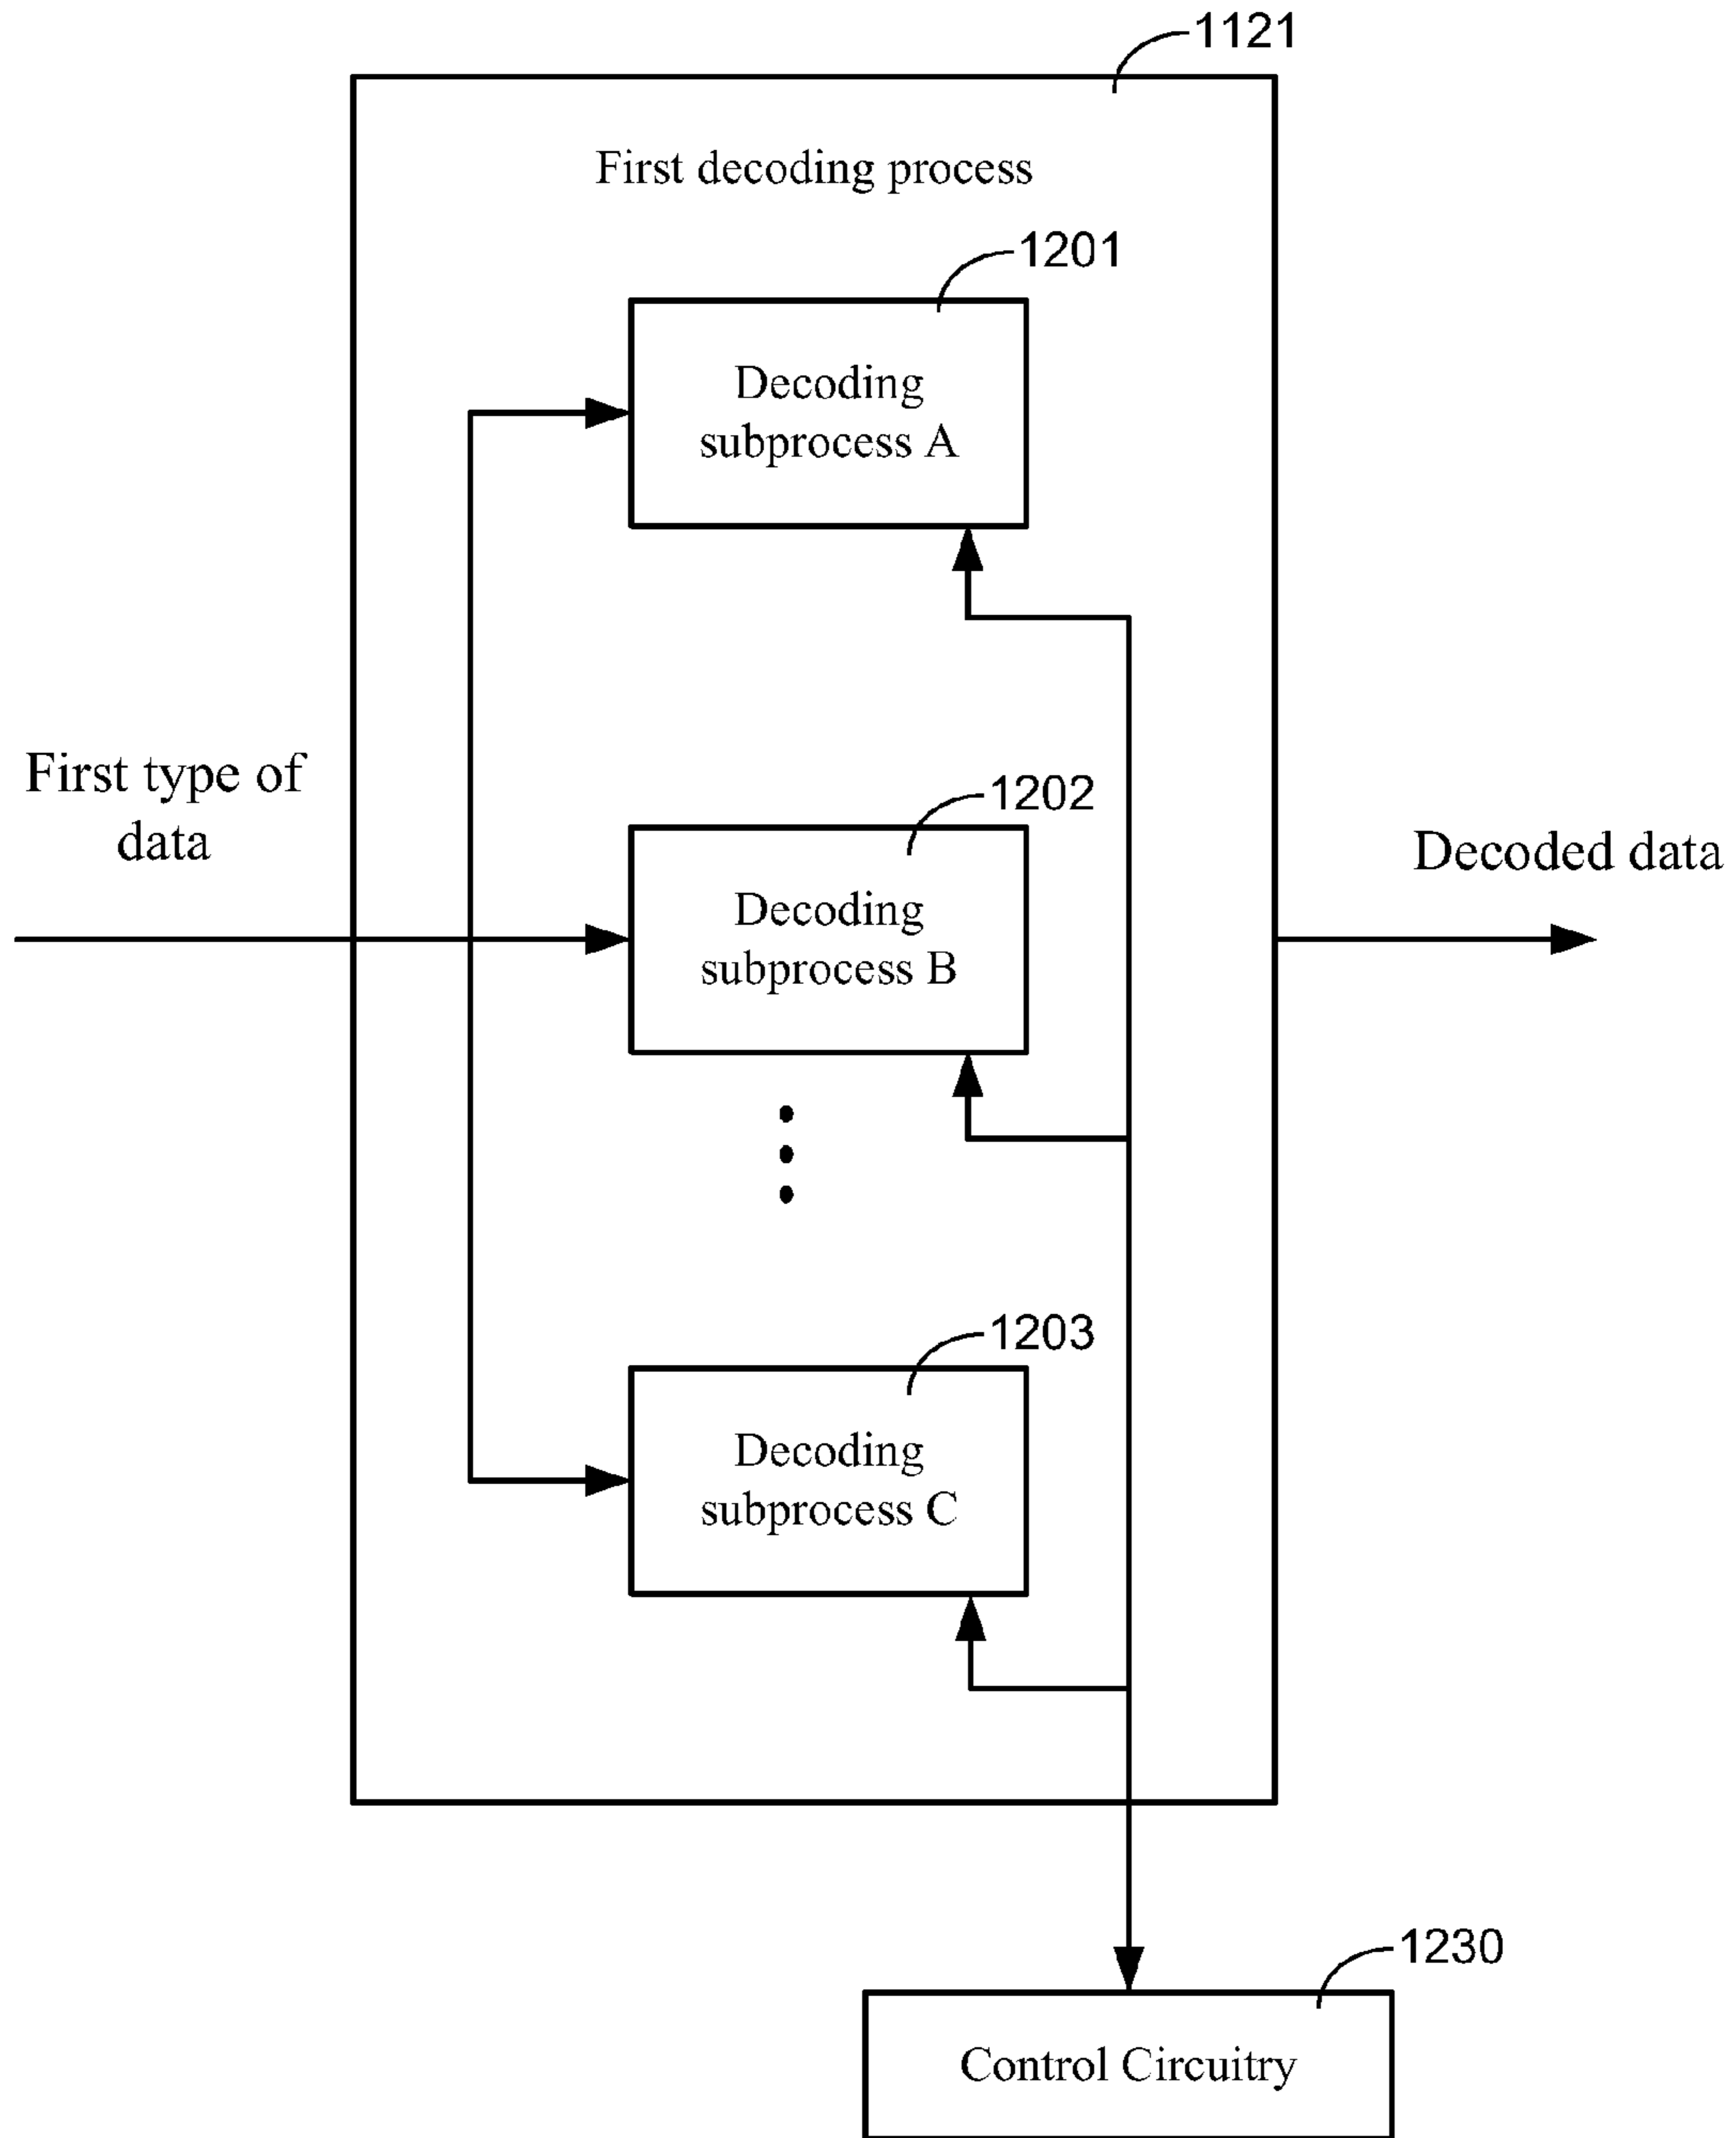 1121
First decoding process
1201
Decoding
subprocess A
First type of
data
1202
Decoding
subprocess B
Decoded data
1203
Decoding
subprocess C
1230
Control Circuitry